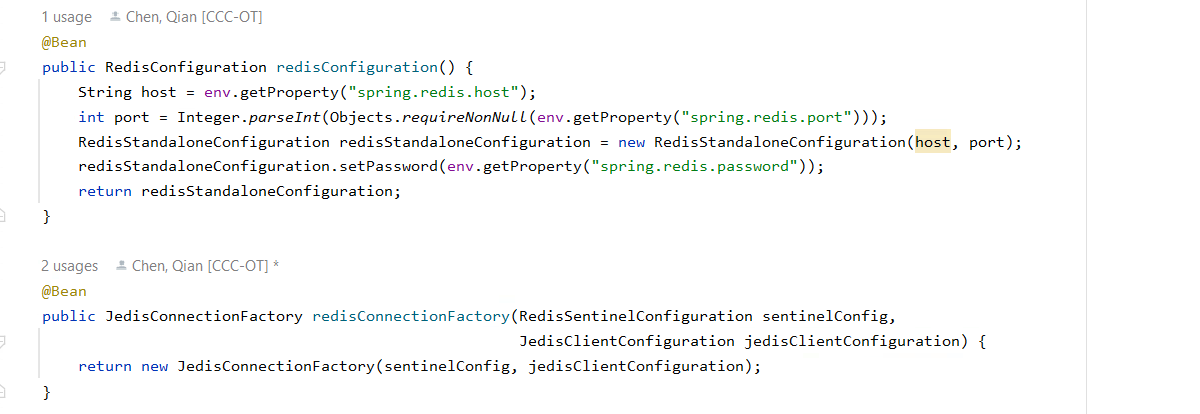 1 usage Chen, Qian [CCC-OT]
@Bean
public RedisConfiguration redisConfiguration() {
String host = env.getProperty("spring.redis.host");
int port = Integer.parseInt(Objects.requireNonNull(env.getProperty("spring.redis.port")));
RedisStandaloneConfiguration redisStandaloneConfiguration = new RedisStandaloneConfiguration(host, port);
redisStandaloneConfiguration.setPassword(env.getProperty("spring.redis.password"));
return redisStandaloneConfiguration;
}
2 usages Chen, Qian [CCC-OT] *
@Bean
public JedisConnectionFactory redisConnectionFactory(RedisSentinelConfiguration sentinelConfig,
JedisClientConfiguration jedisClientConfiguration) {
return new JedisConnectionFactory(sentinelConfig, jedisClientConfiguration);
}